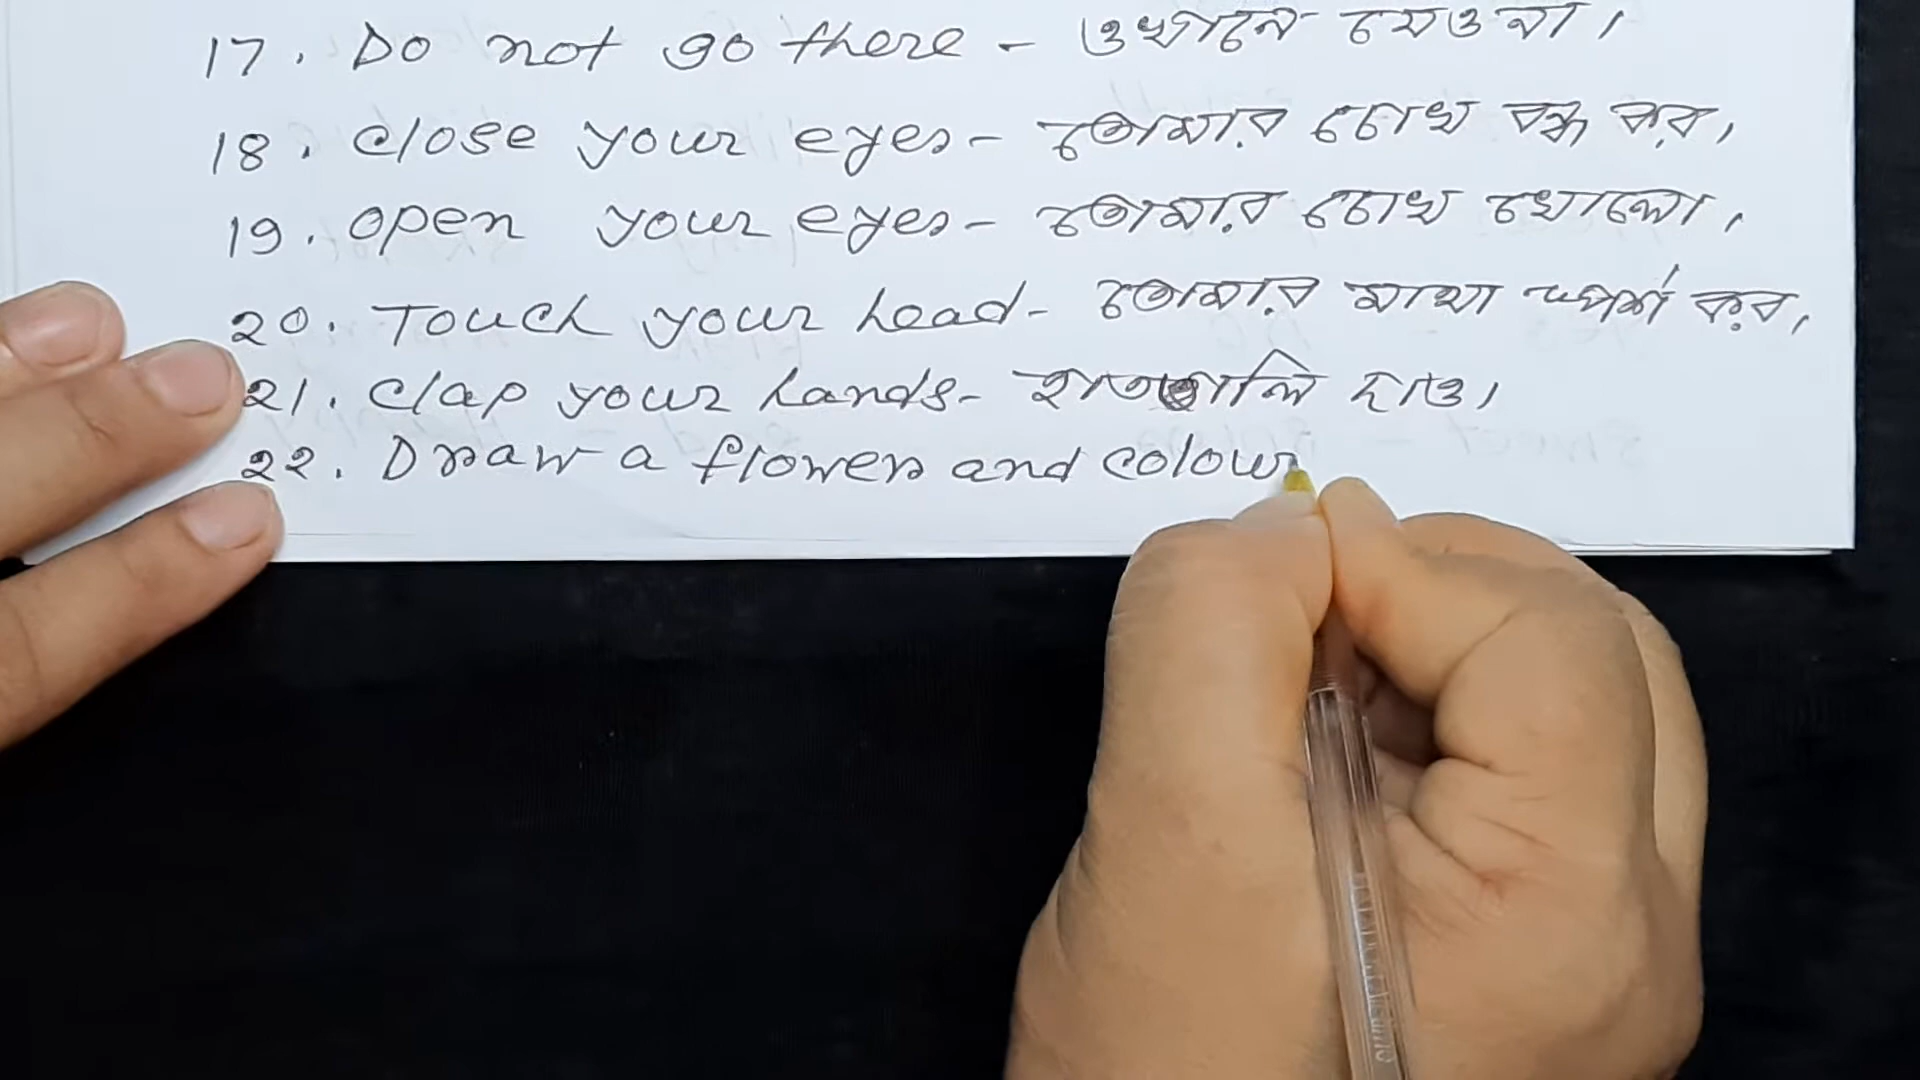 17. Do not go there - ওখানে যেওনা।
18. close your eyes - তোমার চোখ বন্ধ কর,
19. open your eyes - তোমার চোখ খোলো,
20. Touch your head - তোমার মাথা স্পর্শ কর,
21. clap your hands - হাততালি দাও।
22. Draw a flower and colour